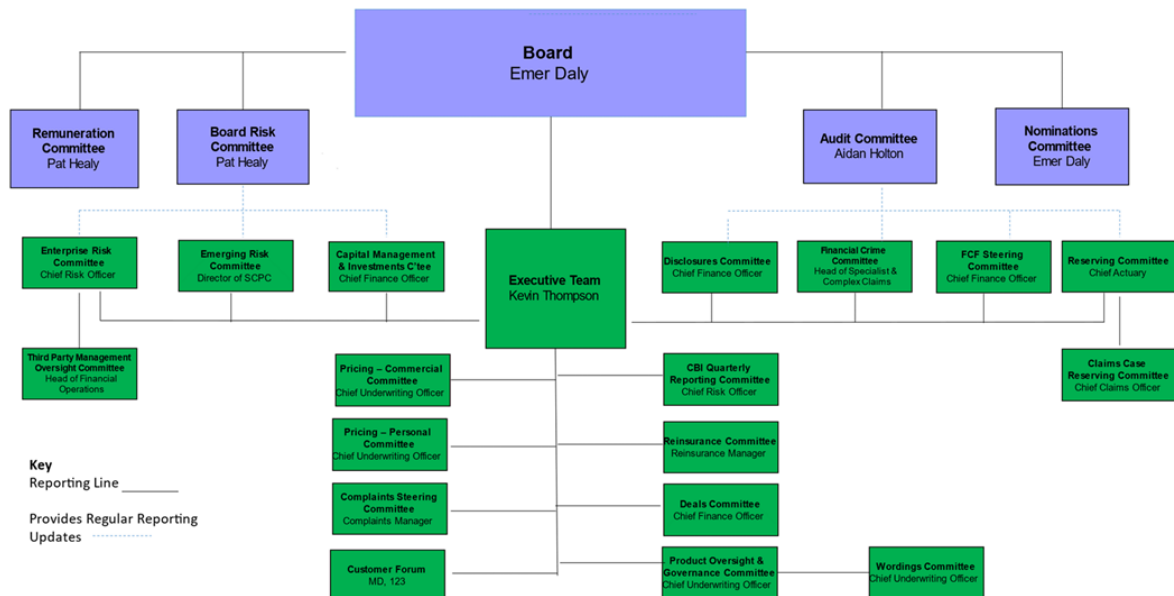 Board
Emer Daly
Remuneration
Committee
Pat Healy
Board Risk
Committee
Pat Healy
Audit Committee
Aidan Holton
Nominations
Committee
Emer Daly
Enterprise Risk
Committee
Chief Risk Officer
Emerging Risk
Committee
Director of SCPC
Capital Management
& Investments C'tee
Chief Finance Officer
Executive Team
Kevin Thompson
Disclosures Committee
Chief Finance Officer
Financial Crime
Committee
Head of Specialist &
Complex Claims
FCF Steering
Committee
Chief Finance Officer
Reserving Committee
Chief Actuary
Third Party Management
Oversight Committee
Head of Financial
Operations
Claims Case
Reserving Committee
Chief Claims Officer
Pricing – Commercial
Committee
Chief Underwriting Officer
CBI Quarterly
Reporting Committee
Chief Risk Officer
Pricing – Personal
Committee
Chief Underwriting Officer
Reinsurance Committee
Reinsurance Manager
Complaints Steering
Committee
Complaints Manager
Deals Committee
Chief Finance Officer
Customer Forum
MD, 123
Product Oversight &
Governance Committee
Chief Underwriting Officer
Wordings Committee
Chief Underwriting Officer
Key
Reporting Line
Provides Regular Reporting
Updates